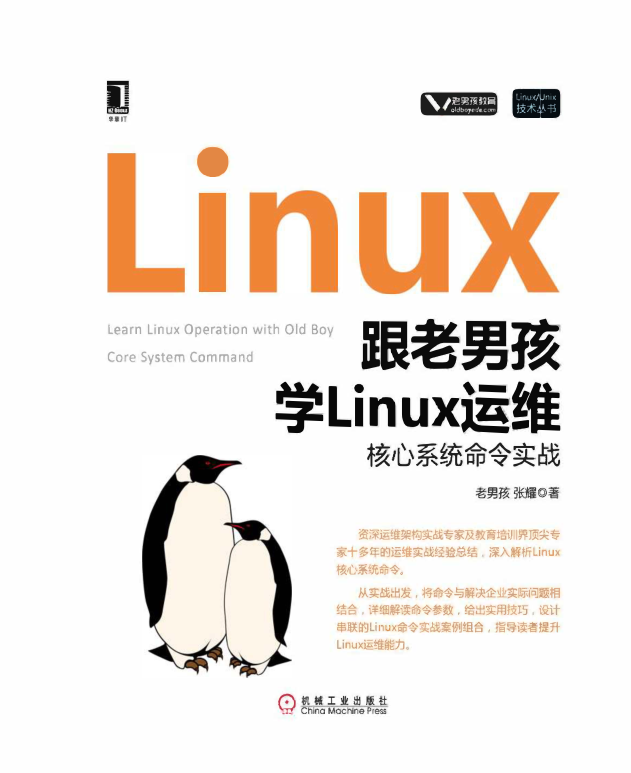 华章IT
老男孩教育
oldboyedu.com
Linux/Unix
技术丛书
Linux
Learn Linux Operation with Old Boy
Core System Command
跟老男孩
学Linux运维
核心系统命令实战
老男孩 张耀◎著
资深运维架构实战专家及教育培训界顶尖专
家十多年的运维实战经验总结，深入解析Linux
核心系统命令。
从实战出发，将命令与解决企业实际问题相
结合，详细解读命令参数，给出实用技巧，设计
串联的Linux命令实战案例组合，指导读者提升
Linux运维能力。
机械工业出版社
China Machine Press